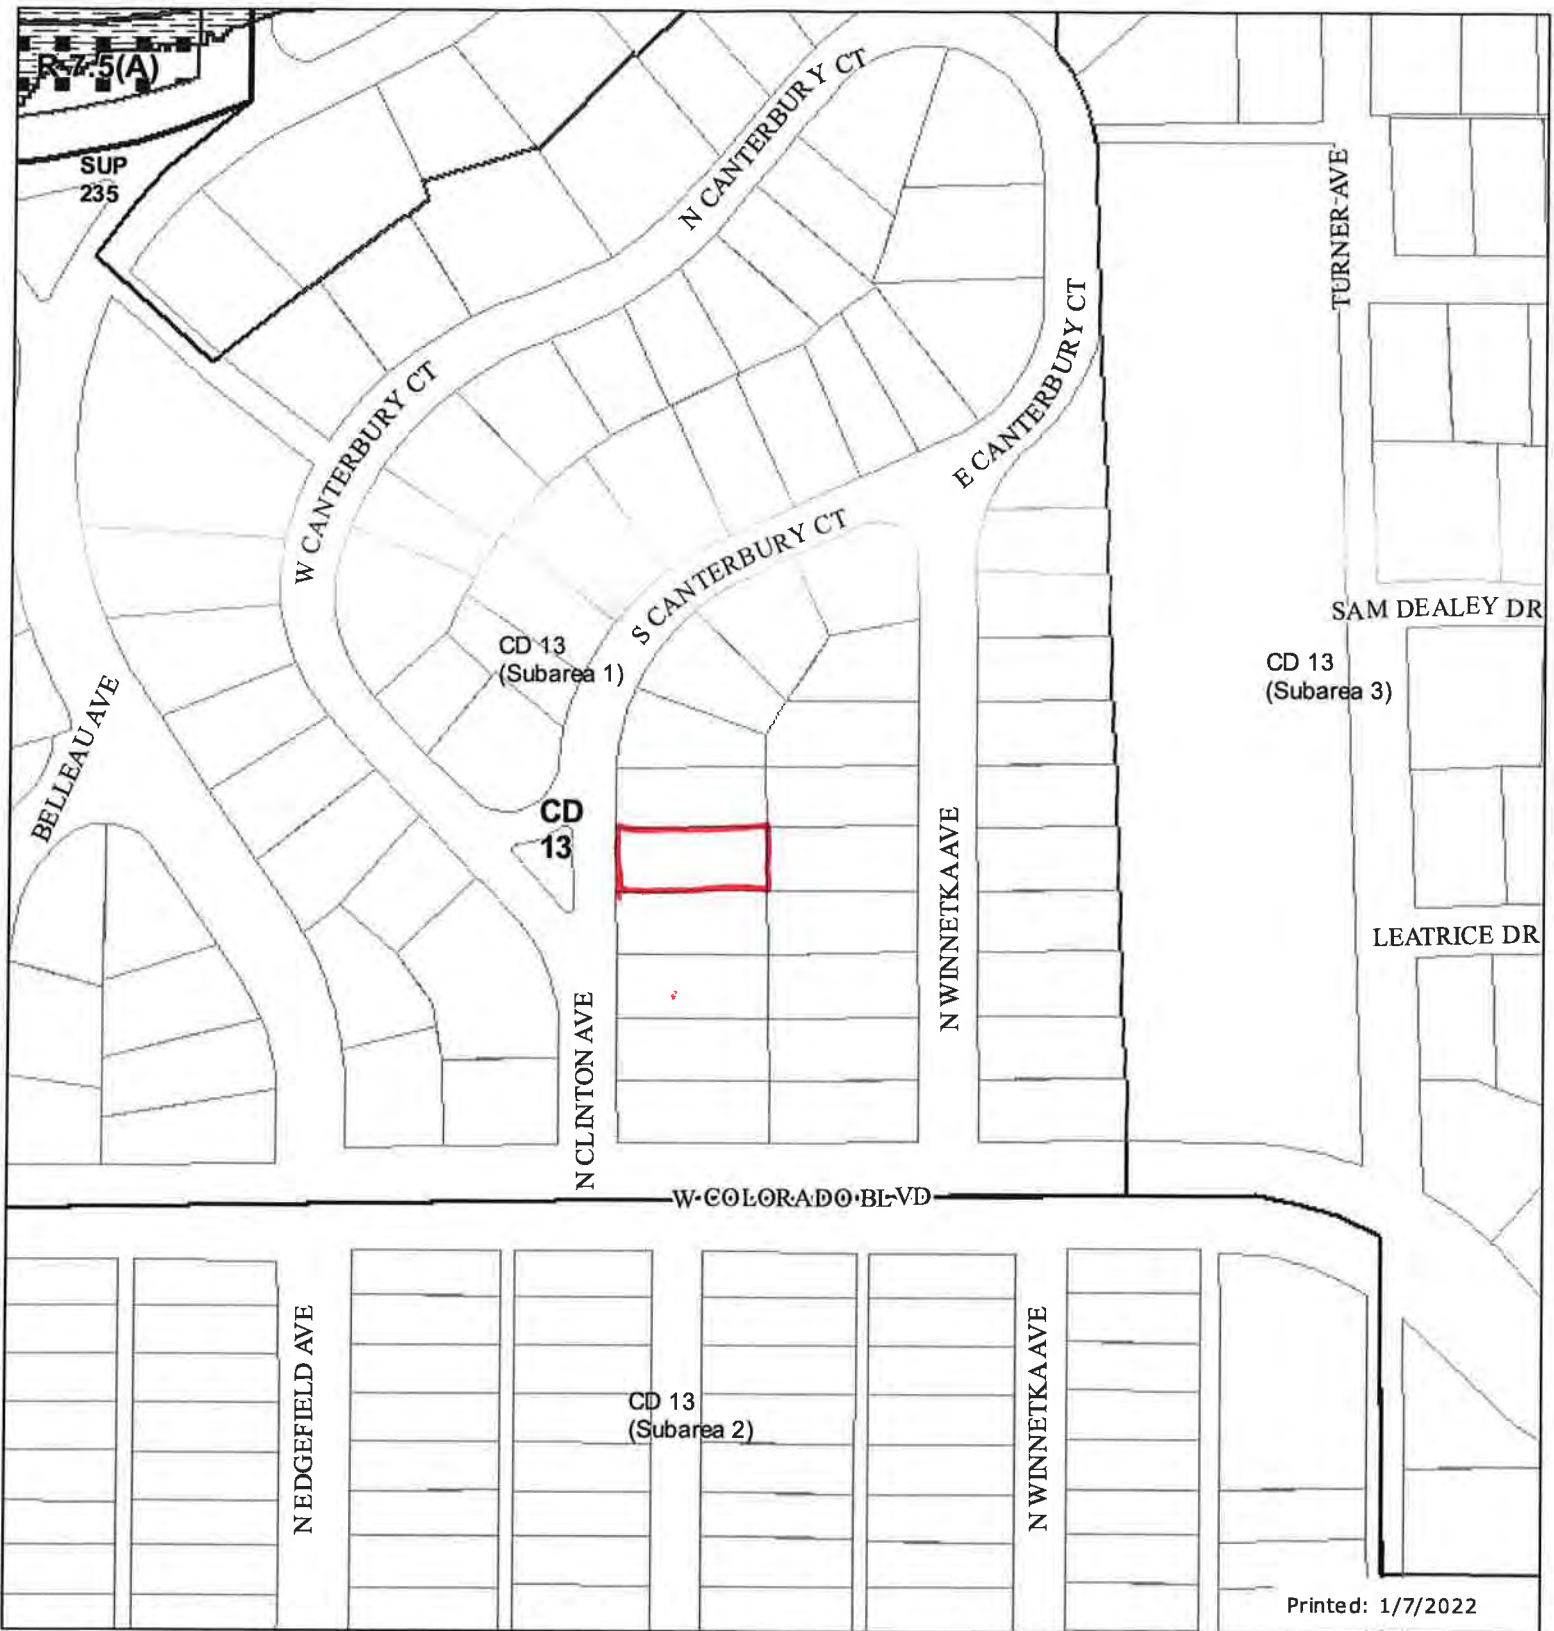 R-7.5(A)
SUP
235
N CANTERBURY CT
TURNER AVE
W CANTERBURY CT
E CANTERBURY CT
S CANTERBURY CT
SAM DEALEY DR
CD 13
(Subarea 1)
CD 13
(Subarea 3)
BELLEAU AVE
CD
13
N WINNETKA AVE
LEATRICE DR
N CLINTON AVE
W COLORADO BLVD
N EDGEFIELD AVE
CD 13
(Subarea 2)
N WINNETKA AVE
Printed: 1/7/2022